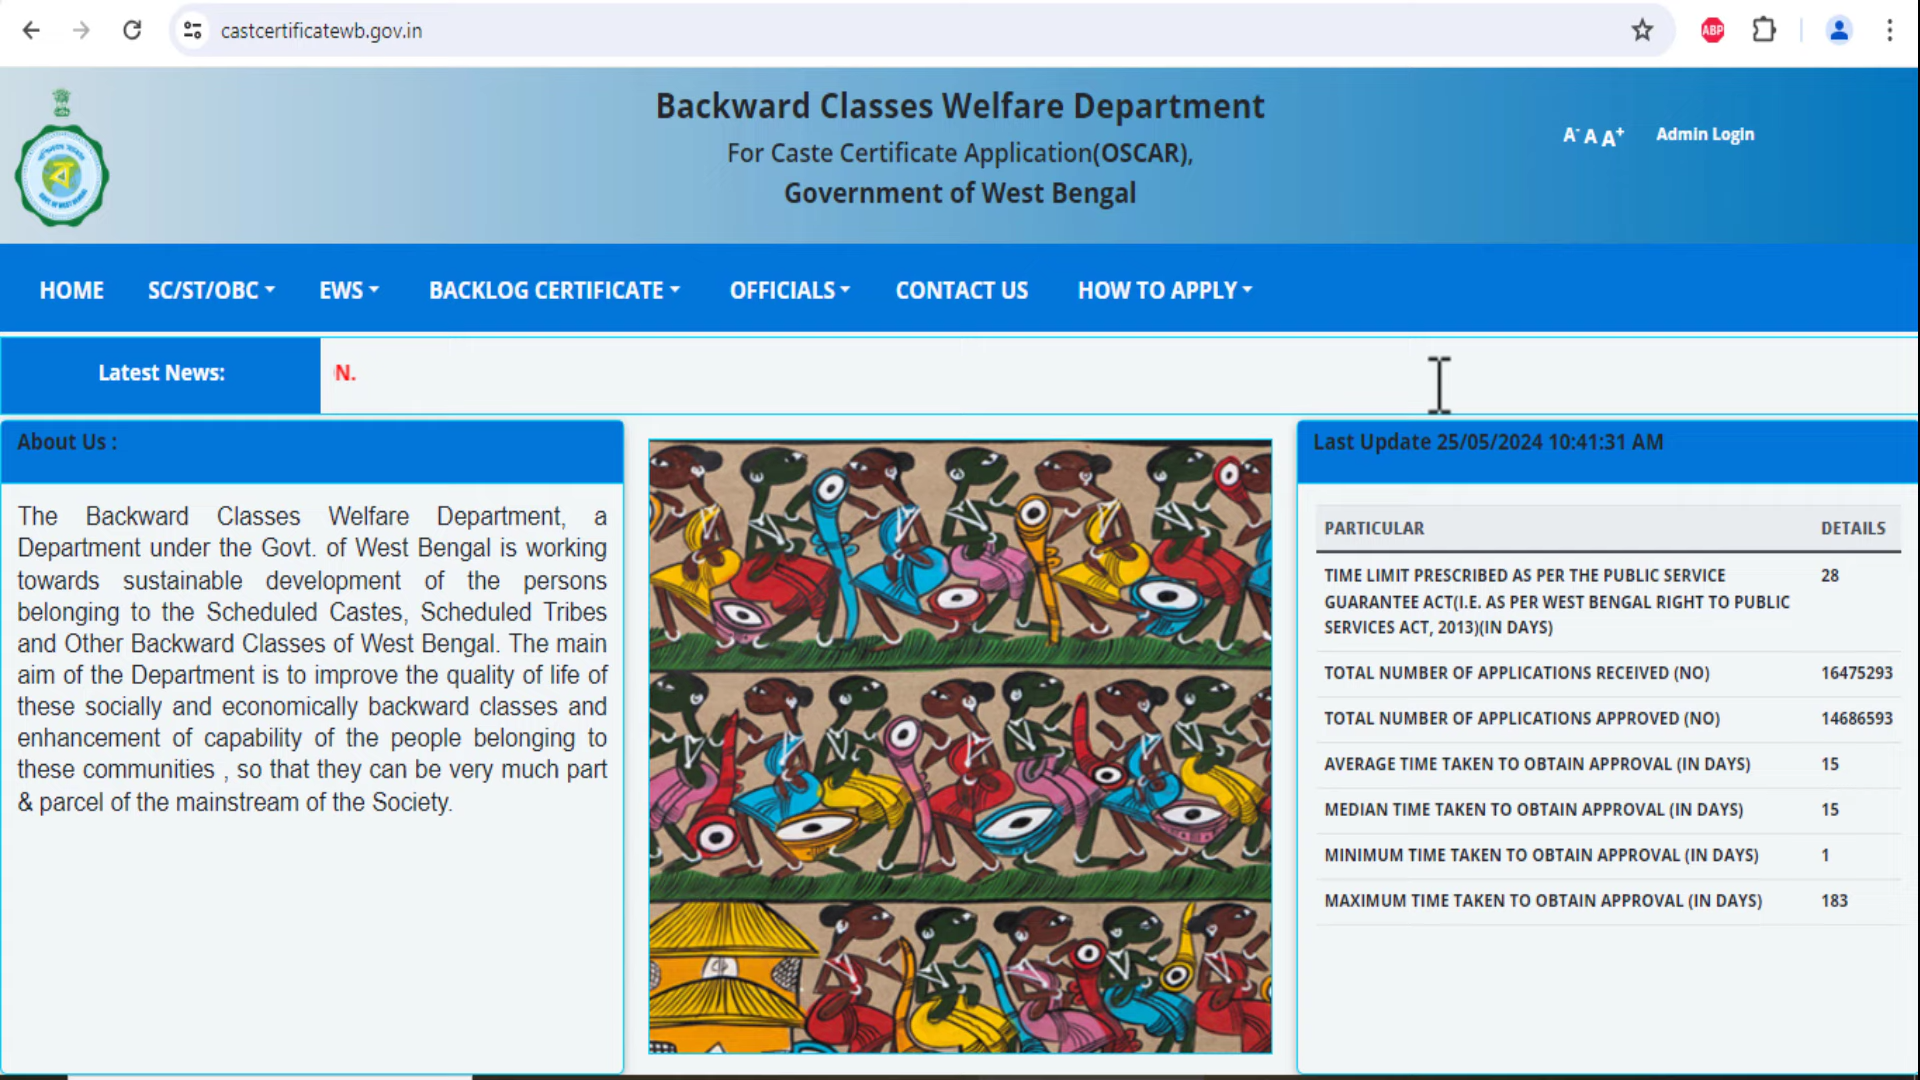 castcertificatewb.gov.in
ABP
Backward Classes Welfare Department
For Caste Certificate Application(OSCAR),
Government of West Bengal
A- A A+
Admin Login
HOME
SC/ST/OBC
EWS
BACKLOG CERTIFICATE
OFFICIALS
CONTACT US
HOW TO APPLY
Latest News:
N.
About Us :
The Backward Classes Welfare Department, a
Department under the Govt. of West Bengal is working
towards sustainable development of the persons
belonging to the Scheduled Castes, Scheduled Tribes
and Other Backward Classes of West Bengal. The main
aim of the Department is to improve the quality of life of
these socially and economically backward classes and
enhancement of capability of the people belonging to
these communities , so that they can be very much part
& parcel of the mainstream of the Society.
Last Update 25/05/2024 10:41:31 AM
PARTICULAR DETAILS
TIME LIMIT PRESCRIBED AS PER THE PUBLIC SERVICE 28
GUARANTEE ACT(I.E. AS PER WEST BENGAL RIGHT TO PUBLIC
SERVICES ACT, 2013)(IN DAYS)
TOTAL NUMBER OF APPLICATIONS RECEIVED (NO) 16475293
TOTAL NUMBER OF APPLICATIONS APPROVED (NO) 14686593
AVERAGE TIME TAKEN TO OBTAIN APPROVAL (IN DAYS) 15
MEDIAN TIME TAKEN TO OBTAIN APPROVAL (IN DAYS) 15
MINIMUM TIME TAKEN TO OBTAIN APPROVAL (IN DAYS) 1
MAXIMUM TIME TAKEN TO OBTAIN APPROVAL (IN DAYS) 183